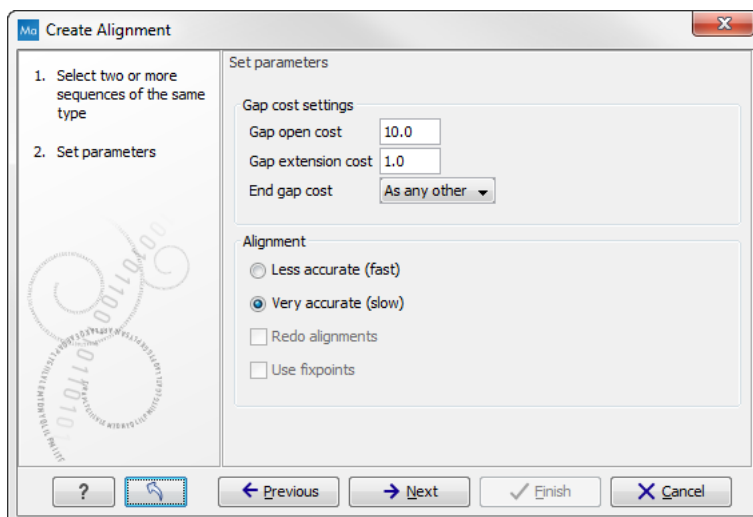 Ma Create Alignment
1. Select two or more
sequences of the same
type
2. Set parameters
Set parameters
Gap cost settings
Gap open cost 10.0
Gap extension cost 1.0
End gap cost As any other
Alignment
Less accurate (fast)
Very accurate (slow)
Redo alignments
Use fixpoints
? Previous Next Finish Cancel